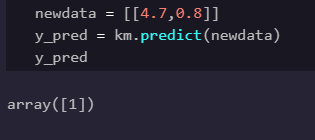 newdata = [[4.7,0.8]]
y_pred = km.predict(newdata)
y_pred
array([1])